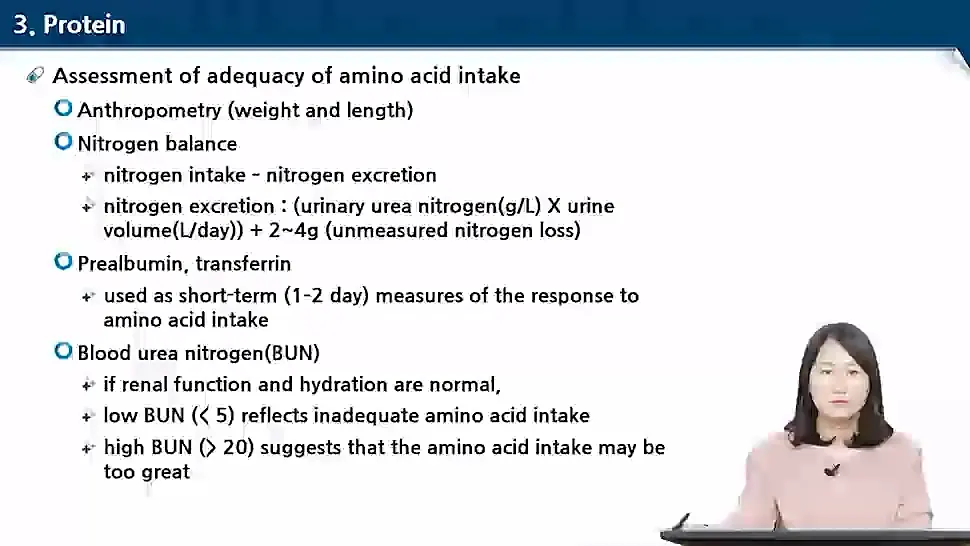 3. Protein
Assessment of adequacy of amino acid intake
Anthropometry (weight and length)
Nitrogen balance
nitrogen intake - nitrogen excretion
nitrogen excretion : (urinary urea nitrogen(g/L) X urine
volume(L/day)) + 2~4g (unmeasured nitrogen loss)
Prealbumin, transferrin
used as short-term (1-2 day) measures of the response to
amino acid intake
Blood urea nitrogen(BUN)
if renal function and hydration are normal,
low BUN (< 5) reflects inadequate amino acid intake
high BUN (> 20) suggests that the amino acid intake may be
too great